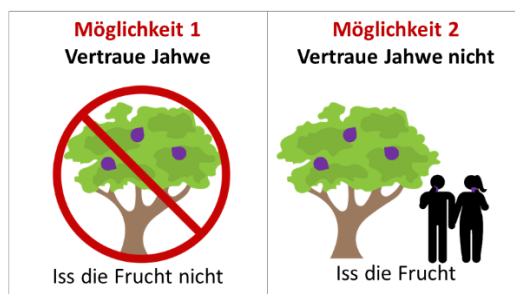 Möglichkeit 1
Vertraue Jahwe
Iss die Frucht nicht
Möglichkeit 2
Vertraue Jahwe nicht
Iss die Frucht